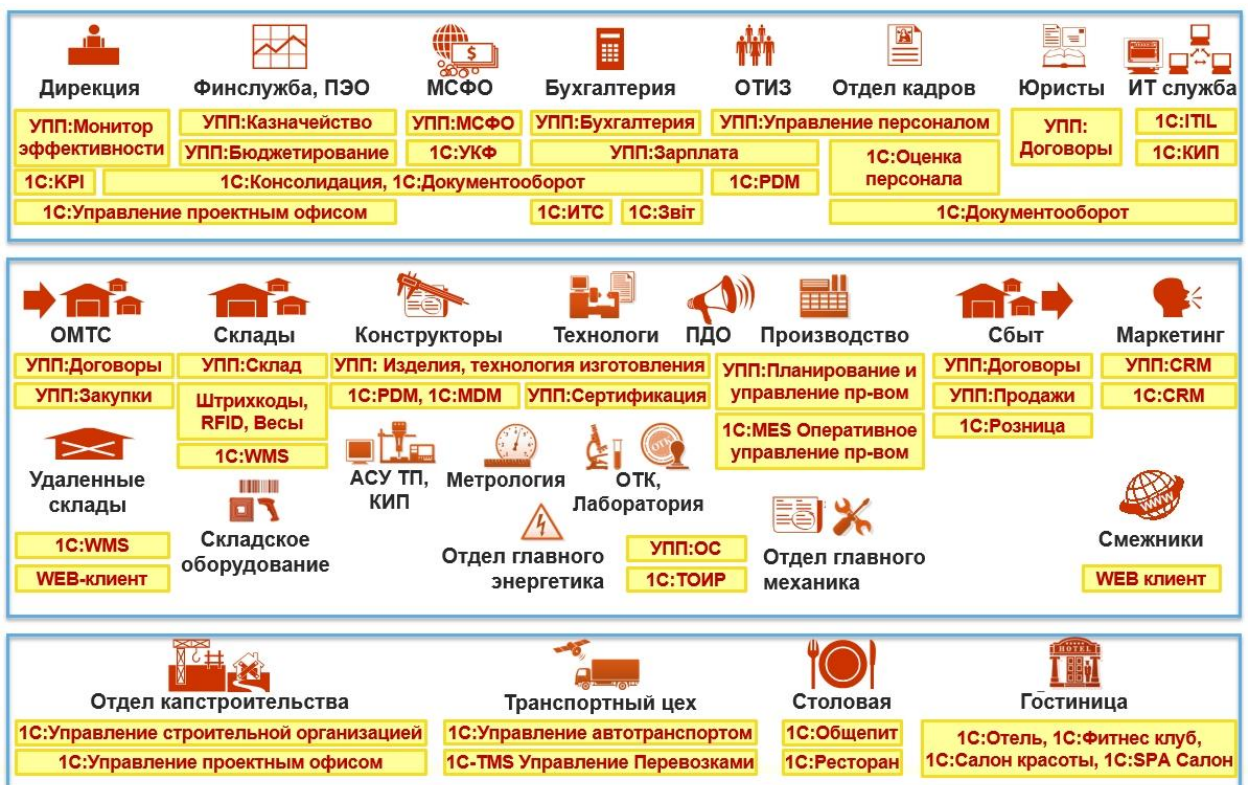 Дирекция
Финслужба, ПЭО
МСФО
Бухгалтерия
ОТИЗ
Отдел кадров
Юристы
ИТ служба
УПП:Монитор
эффективности
УПП:Казначейство
УПП:МСФО
УПП:Бухгалтерия
УПП:Управление персоналом
УПП:
Договоры
1С:ITIL
УПП:Бюджетирование
1С:УКФ
УПП:Зарплата
1С:Оценка
персонала
1С:КИП
1С:KPI
1С:Консолидация, 1С:Документооборот
1С:PDM
1С:Управление проектным офисом
1С:ИТС
1С:Звіт
1С:Документооборот
ОМТС
Склады
Конструкторы
Технологи
ПДО
Производство
Сбыт
Маркетинг
УПП:Договоры
УПП:Склад
УПП: Изделия, технология изготовления
УПП:Планирование и
управление пр-вом
УПП:Договоры
УПП:CRM
УПП:Закупки
Штрихкоды,
RFID, Весы
1С:PDM, 1С:MDM
УПП:Сертификация
УПП:Продажи
1С:CRM
1С:MES Оперативное
управление пр-вом
1С:Розница
1С:WMS
ОТК
Удаленные
склады
АСУ ТП,
КИП
Метрология
ОТК,
Лаборатория
WWW
1С:WMS
WEB-клиент
Складское
оборудование
Отдел главного
энергетика
УПП:ОС
1С:ТОИР
Отдел главного
механика
Смежники
WEB клиент
HOTEL
Отдел капстроительства
Транспортный цех
Столовая
Гостиница
1С:Управление строительной организацией
1С:Управление автотранспортом
1С:Общепит
1С:Отель, 1С:Фитнес клуб,
1С:Салон красоты, 1С:SPA Салон
1С:Управление проектным офисом
1С-TMS Управление Перевозками
1С:Ресторан